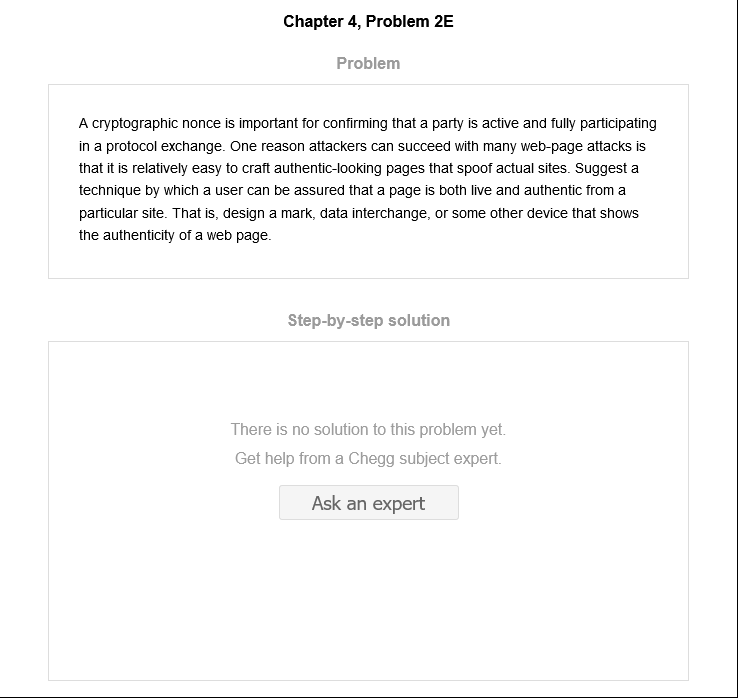 Chapter 4, Problem 2E
Problem
A cryptographic nonce is important for confirming that a party is active and fully participating
in a protocol exchange. One reason attackers can succeed with many web-page attacks is
that it is relatively easy to craft authentic-looking pages that spoof actual sites. Suggest a
technique by which a user can be assured that a page is both live and authentic from a
particular site. That is, design a mark, data interchange, or some other device that shows
the authenticity of a web page.
Step-by-step solution
There is no solution to this problem yet.
Get help from a Chegg subject expert.
Ask an expert